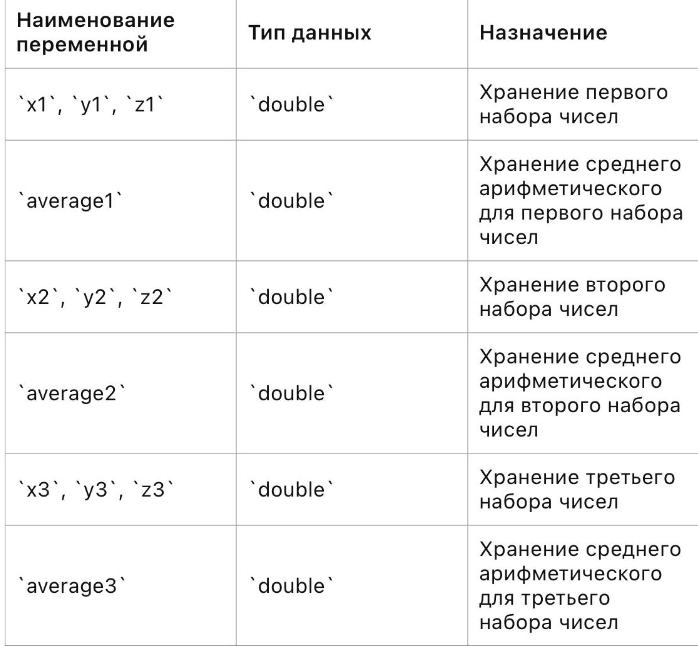 Наименование
переменной
Тип данных
Назначение
`x1`, `y1`, `z1`
`double`
Хранение первого
набора чисел
`average1`
`double`
Хранение среднего
арифметического
для первого набора
чисел
`x2`, `y2`, `z2`
`double`
Хранение второго
набора чисел
`average2`
`double`
Хранение среднего
арифметического
для второго набора
чисел
`x3`, `y3`, `z3`
`double`
Хранение третьего
набора чисел
`average3`
`double`
Хранение среднего
арифметического
для третьего
набора чисел